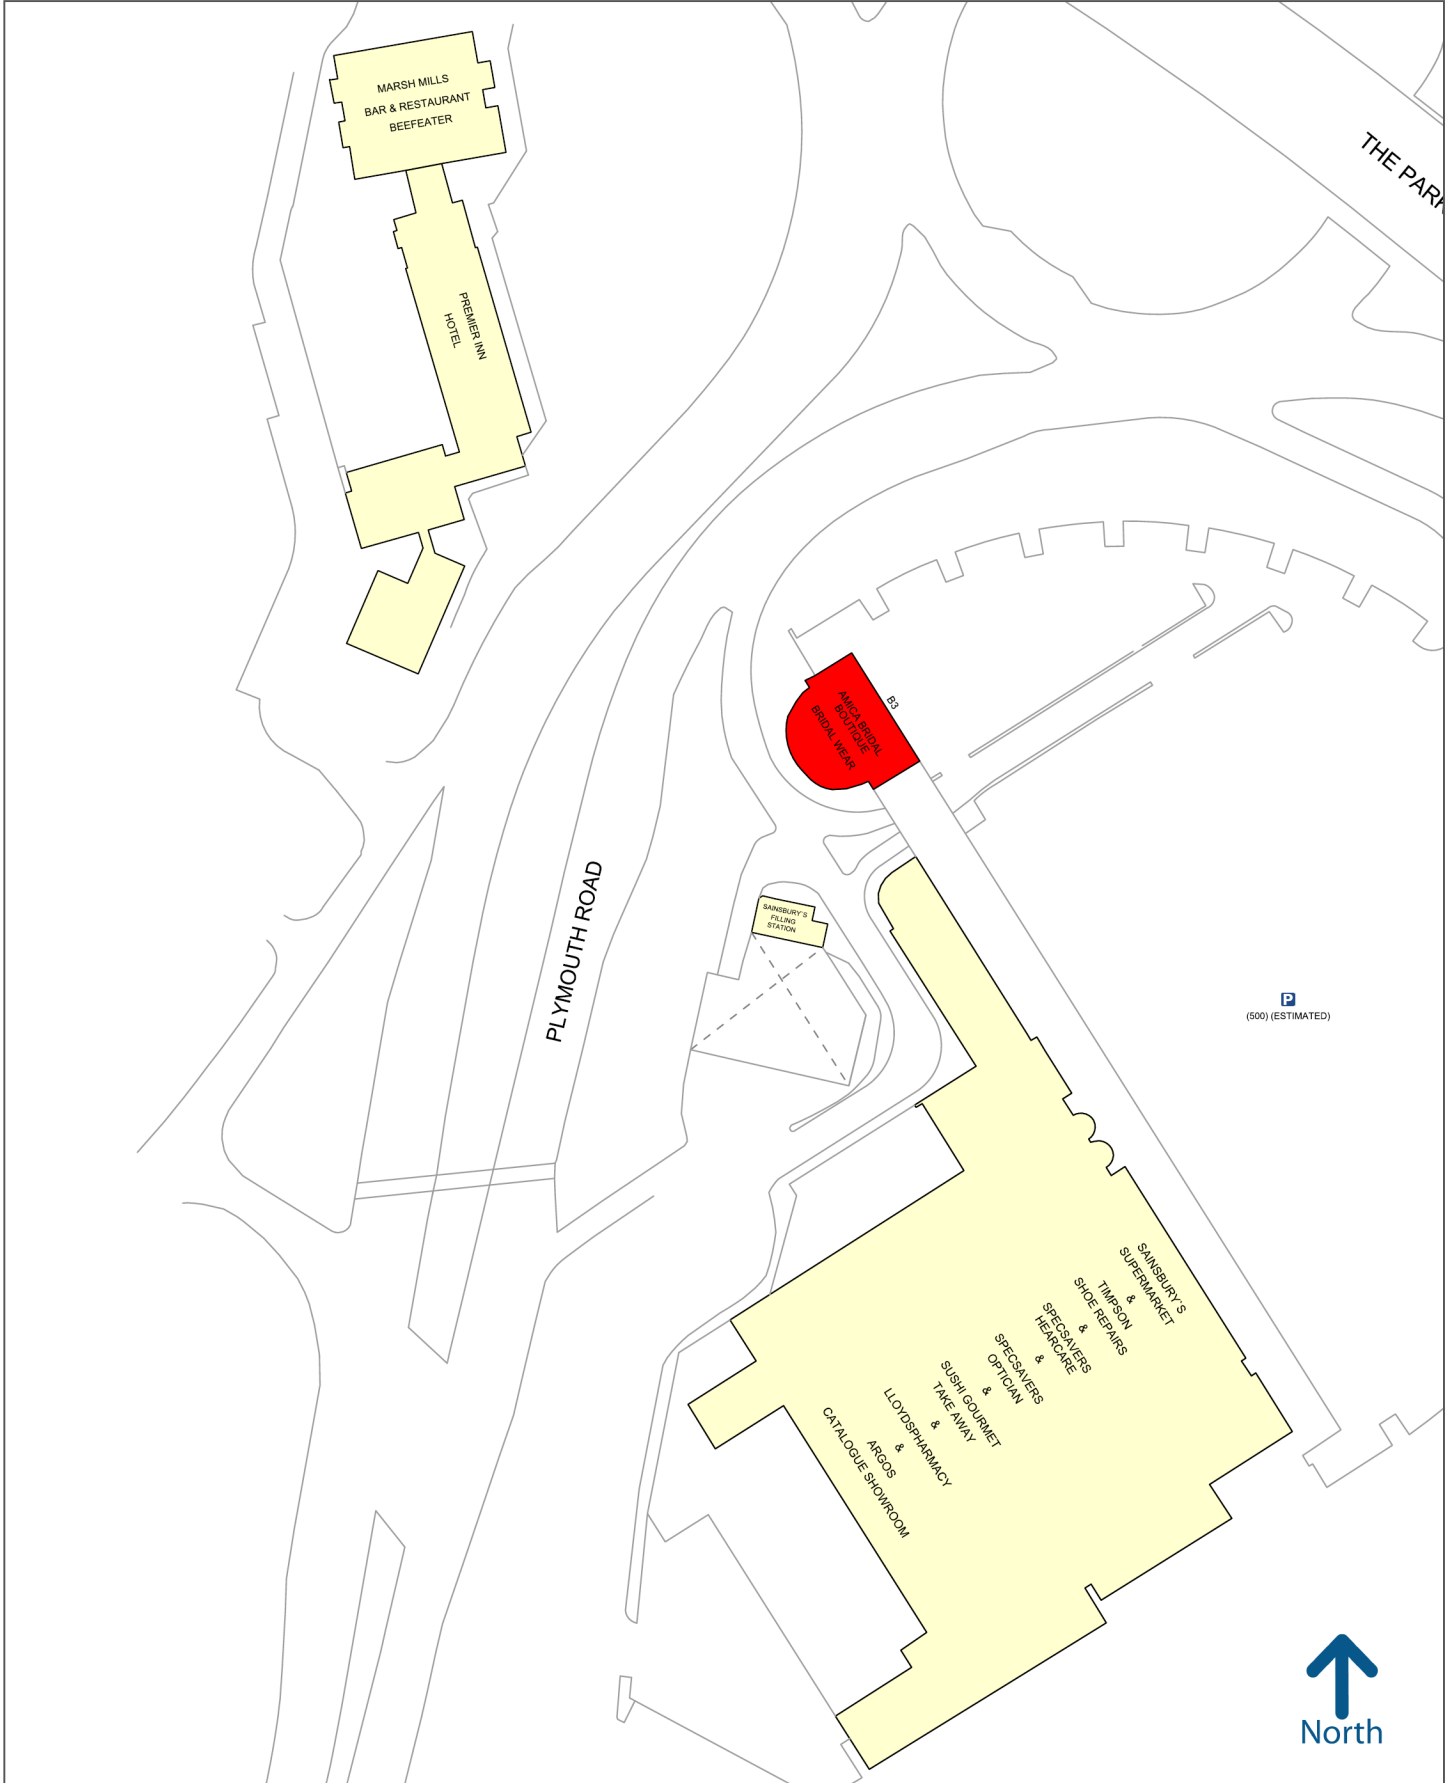 MARSH MILLS
BAR & RESTAURANT
BEEFEATER
THE PARK
PREMIER INN
HOTEL
B3
AMICA BRIDAL
BOUTIQUE
BRIDAL WEAR
PLYMOUTH ROAD
SAINSBURY'S
FILLING
STATION
P
(500) (ESTIMATED)
SAINSBURY'S
SUPERMARKET
&
TIMPSON
SHOE REPAIRS
&
SPECSAVERS
HEARCARE
&
SPECSAVERS
OPTICIAN
&
SUSHI GOURMET
TAKE AWAY
&
LLOYDSPHARMACY
&
ARGOS
CATALOGUE SHOWROOM
North